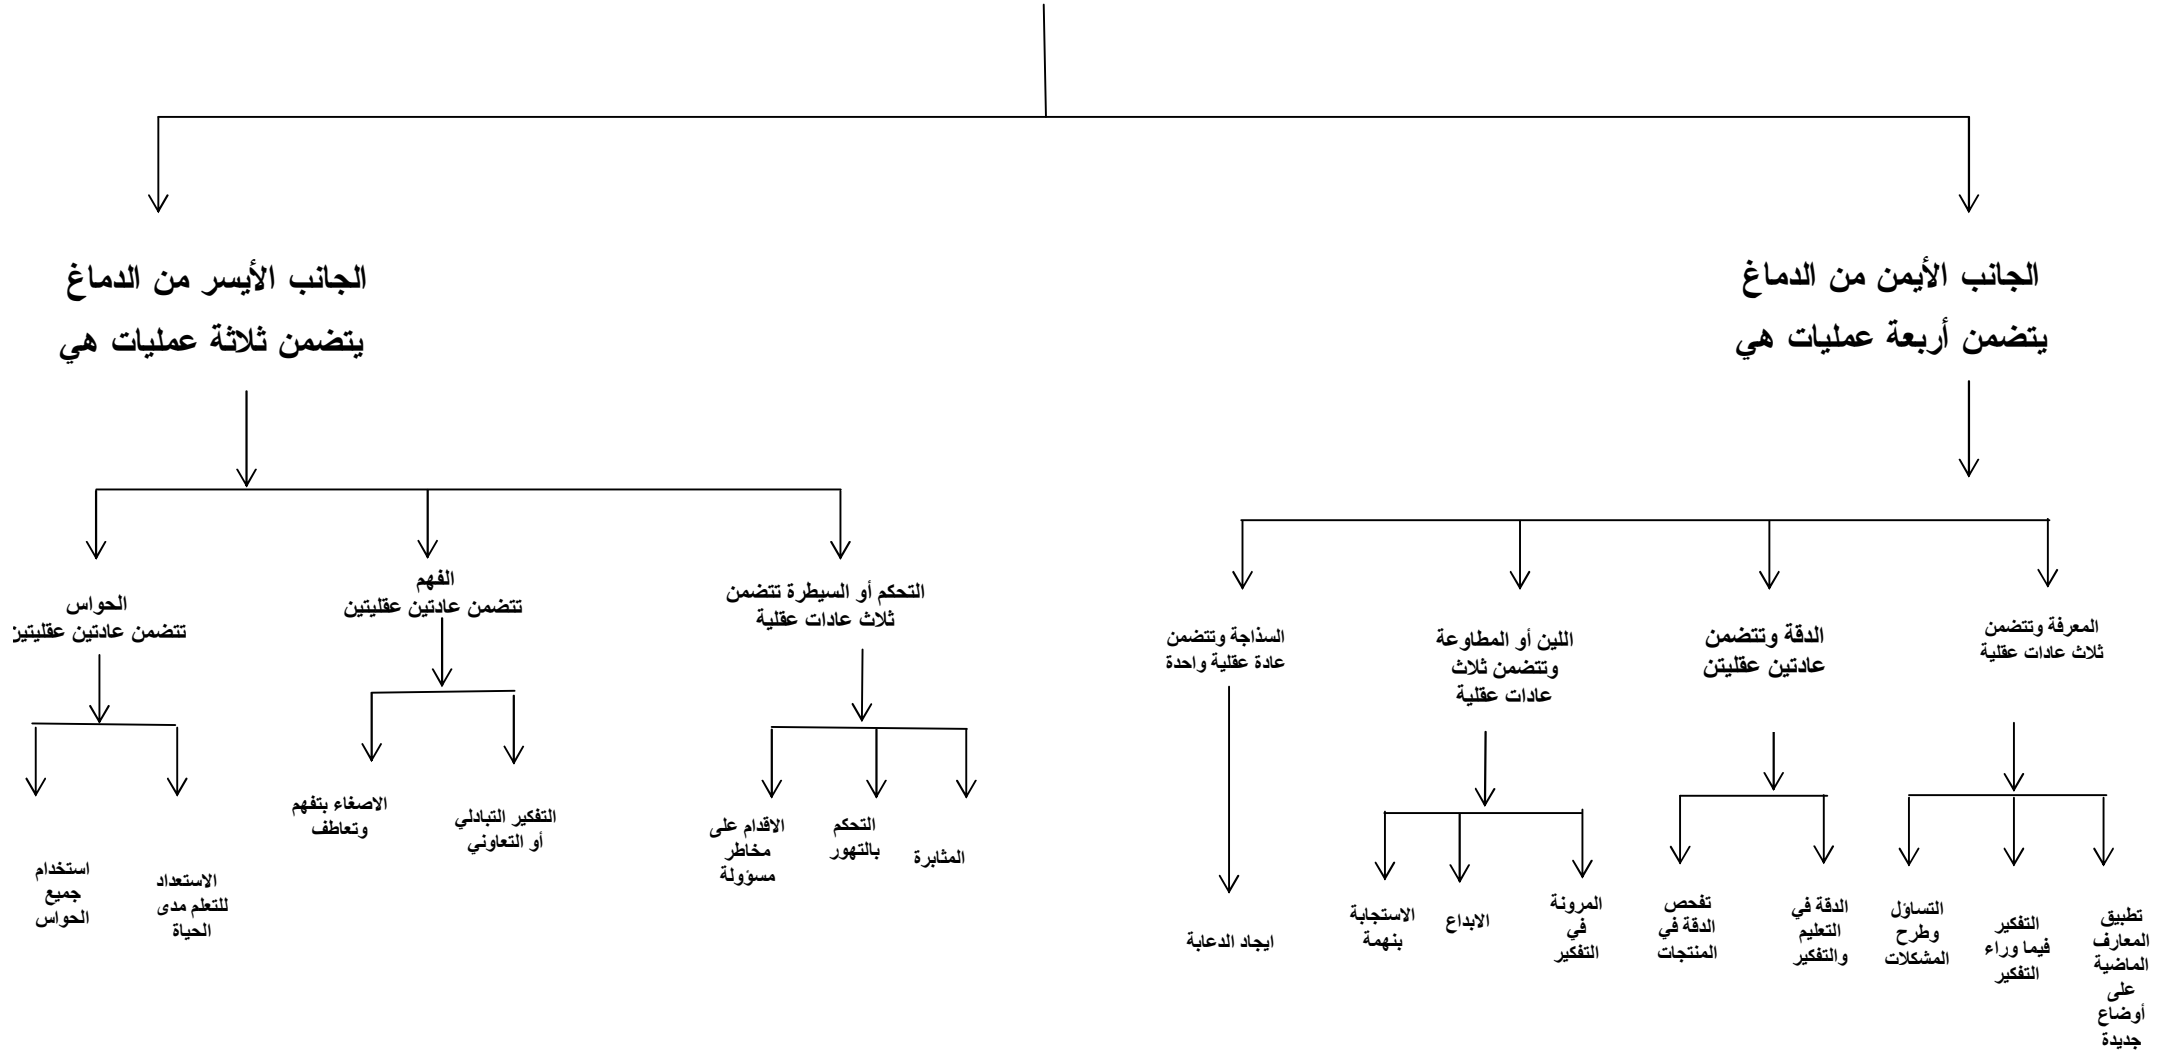 الجانب الأيمن من الدماغ
يتضمن أربعة عمليات هي
الجانب الأيسر من الدماغ
يتضمن ثلاثة عمليات هي
المعرفة وتتضمن
ثلاث عادات عقلية
الدقة وتتضمن
عادتين عقليتن
اللين أو المطاوعة
وتتضمن ثلاث
عادات عقلية
السذاجة وتتضمن
عادة عقلية واحدة
التحكم أو السيطرة تتضمن
ثلاث عادات عقلية
الفهم
تتضمن عادتين عقليتين
الحواس
تتضمن عادتين عقليتين
تطبيق
المعارف
الماضية
على
أوضاع
جديدة
التفكير
فيما وراء
التفكير
التساؤل
وطرح
المشكلات
الدقة في
التعليم
والتفكير
تفحص
الدقة في
المنتجات
المرونة
في
التفكير
الابداع
الاستجابة
بنهمة
ايجاد الدعابة
المثابرة
التحكم
بالتهور
الاقدام على
مخاطر
مسؤولة
التفكير التبادلي
أو التعاوني
الاصغاء بتفهم
وتعاطف
الاستعداد
للتعلم مدى
الحياة
استخدام
جميع
الحواس